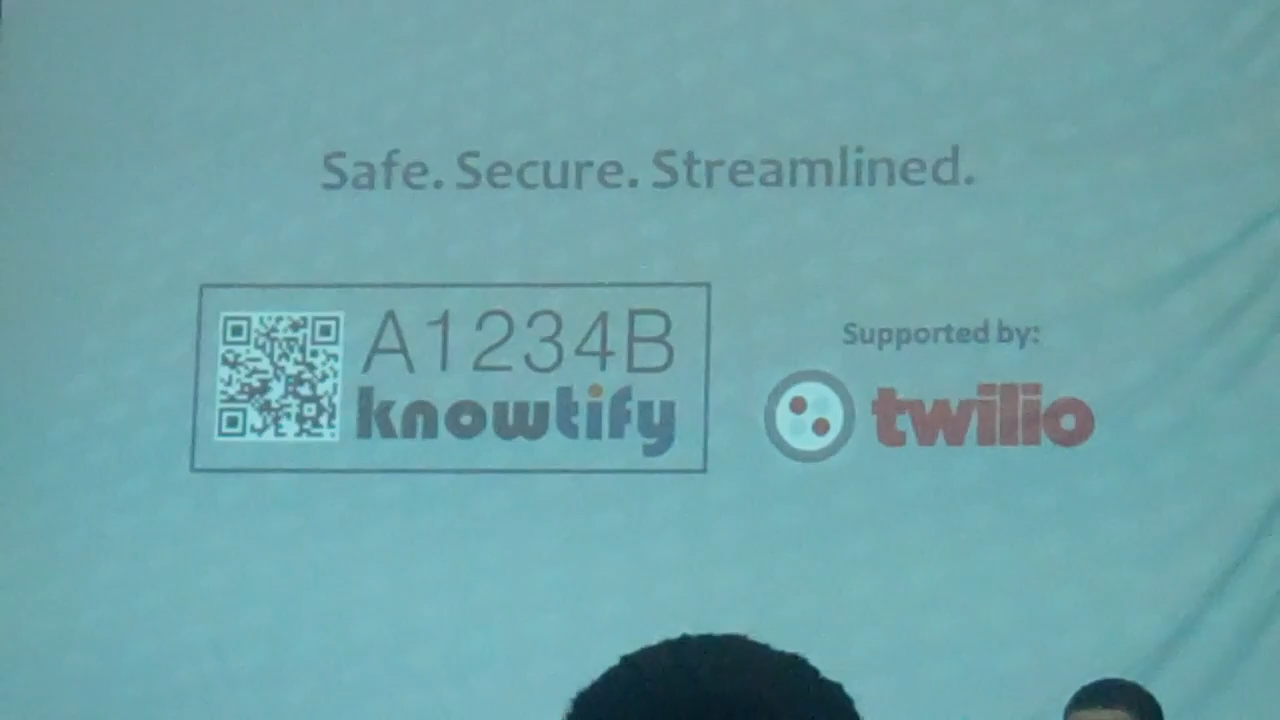 Safe. Secure. Streamlined.
A1234B
knowtify
Supported by:
twilio